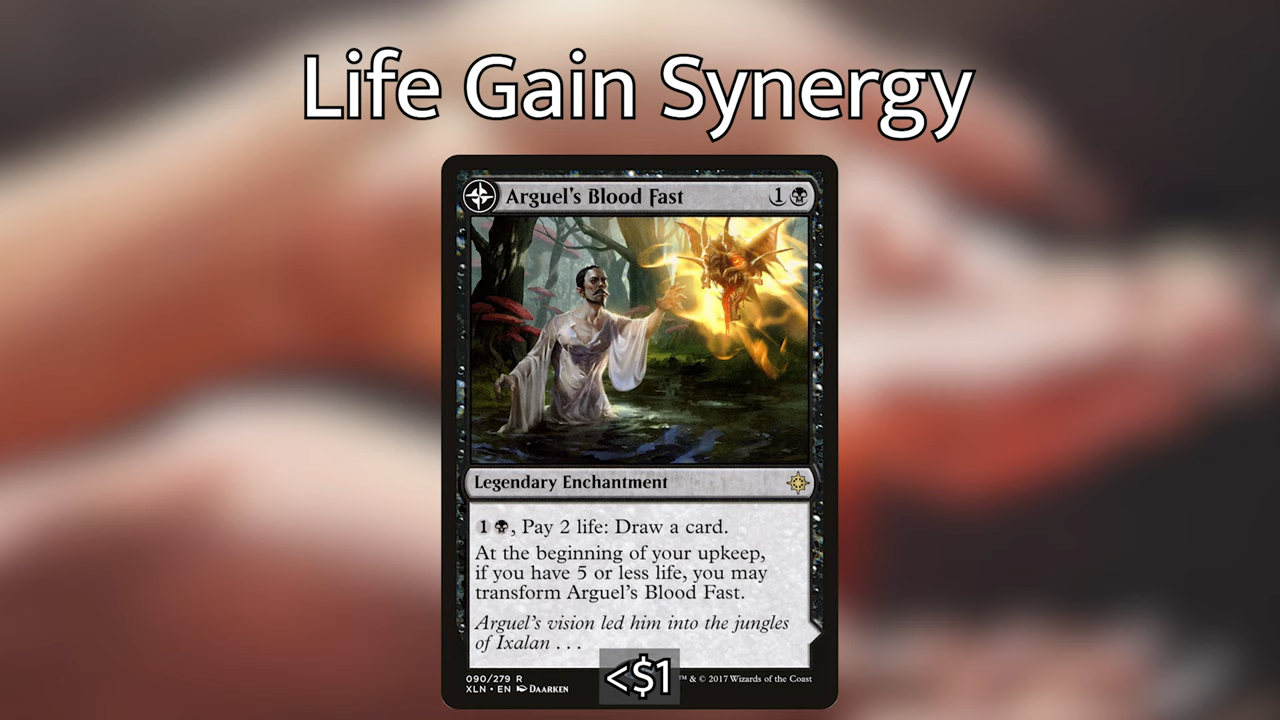 Life Gain Synergy
Arguel's Blood Fast 1
Legendary Enchantment
1 , Pay 2 life: Draw a card.
At the beginning of your upkeep,
if you have 5 or less life, you may
transform Arguel's Blood Fast.
Arguel's vision led him into the jungles
of Ixalan . . .
<$1
090/279 R
XLN • EN DAARKEN
™ & © 2017 Wizards of the Coast